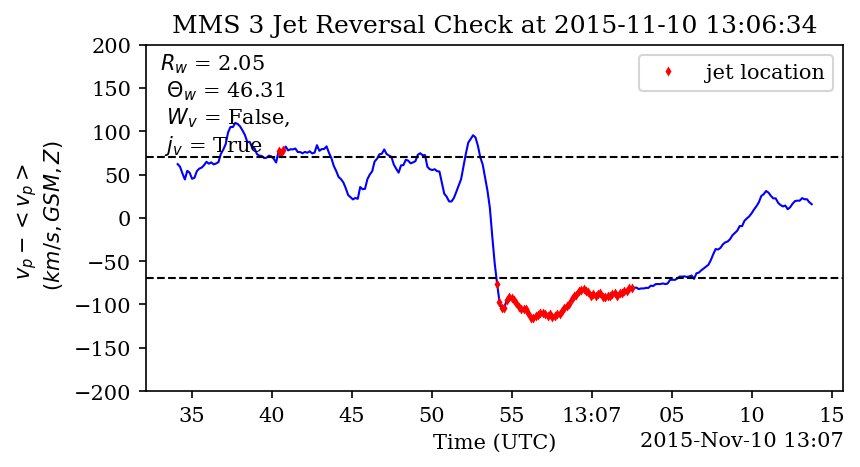 MMS 3 Jet Reversal Check at 2015-11-10 13:06:34
R_w = 2.05
Θ_w = 46.31
W_v = False,
j_v = True
jet location
v_p − < v_p >
(km/s, GSM, Z)
200
150
100
50
0
−50
−100
−150
−200
35 40 45 50 55 13:07 05 10 15
Time (UTC) 2015-Nov-10 13:07